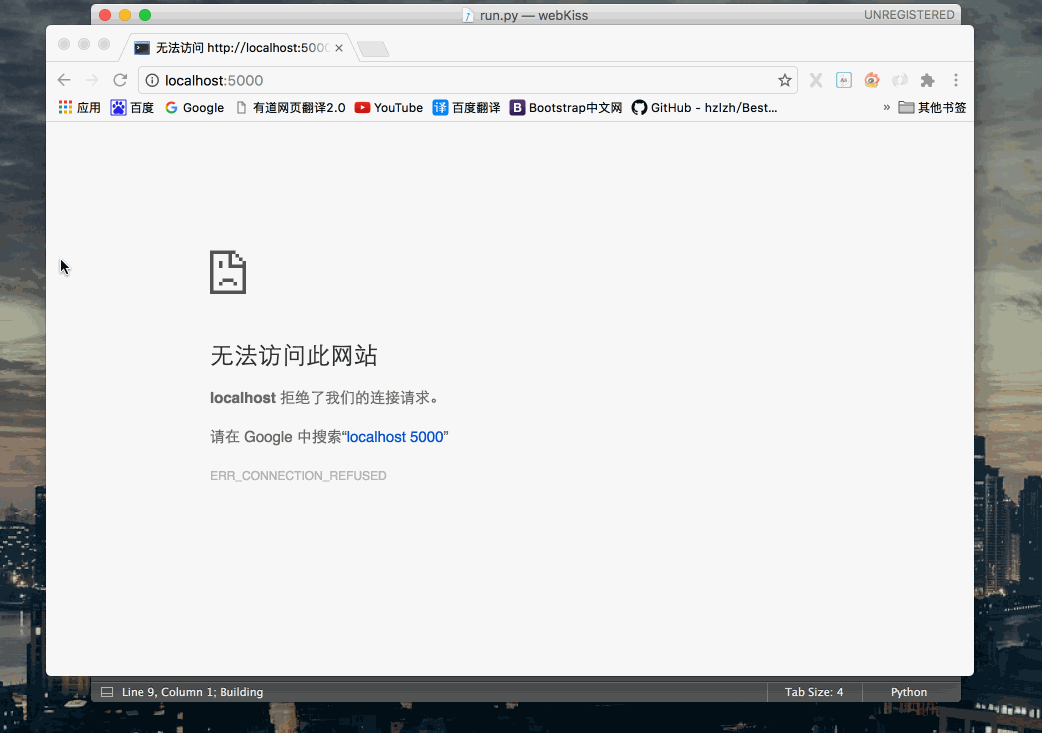 run.py — webKiss
UNREGISTERED
无法访问 http://localhost:5000
localhost:5000
应用 百度 Google 有道网页翻译2.0 YouTube 百度翻译 Bootstrap中文网 GitHub - hzlzh/Best... » 其他书签
无法访问此网站
localhost 拒绝了我们的连接请求。
请在 Google 中搜索“localhost 5000”
ERR_CONNECTION_REFUSED
Line 9, Column 1; Building
Tab Size: 4
Python